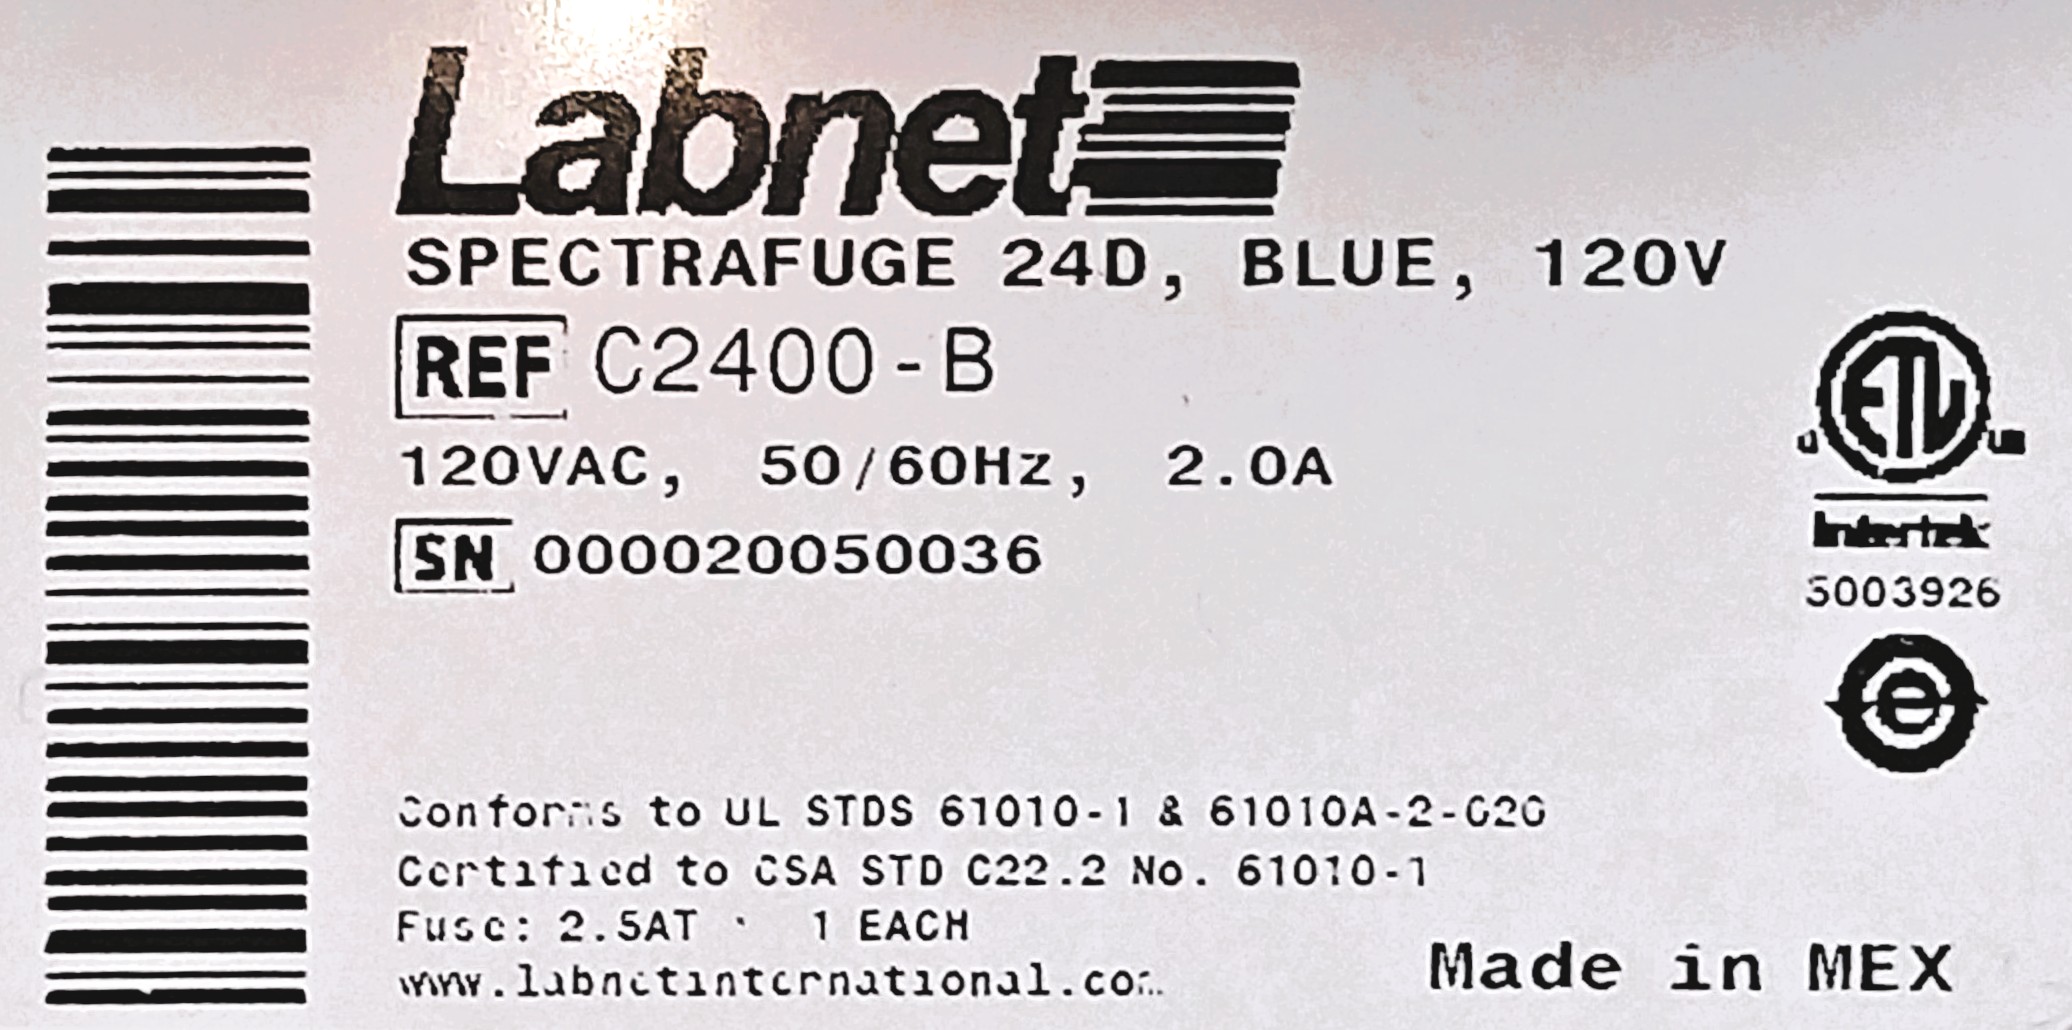 Labnet
SPECTRAFUGE 24D, BLUE, 120V
REF C2400-B
120VAC, 50/60Hz, 2.0A
SN 000020050036
ETL
Intertek
5003926
e
Conforms to UL STDS 61010-1 & 61010A-2-020
Certified to CSA STD C22.2 No. 61010-1
Fuse: 2.5AT · 1 EACH
www.labnetinternational.com
Made in MEX